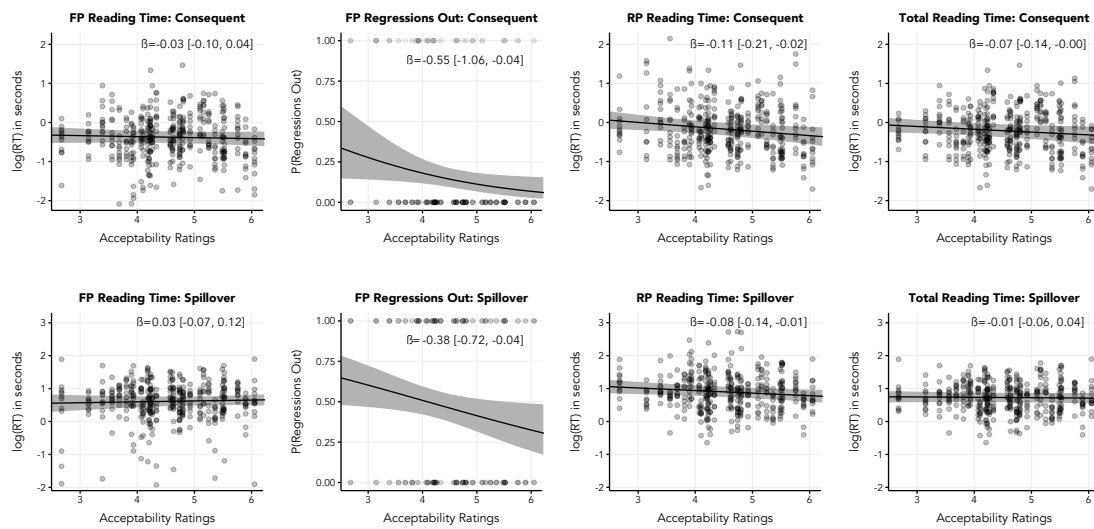 FP Reading Time: Consequent
ß=-0.03 [-0.10, 0.04]
log(RT) in seconds
2
1
0
-1
-2
3
4
5
6
Acceptability Ratings
FP Regressions Out: Consequent
ß=-0.55 [-1.06, -0.04]
P(Regressions Out)
1.00
0.75
0.50
0.25
0.00
3
4
5
6
Acceptability Ratings
RP Reading Time: Consequent
ß=-0.11 [-0.21, -0.02]
log(RT) in seconds
2
1
0
-1
-2
3
4
5
6
Acceptability Ratings
Total Reading Time: Consequent
ß=-0.07 [-0.14, -0.00]
log(RT) in seconds
2
1
0
-1
-2
3
4
5
6
Acceptability Ratings
FP Reading Time: Spillover
ß=0.03 [-0.07, 0.12]
log(RT) in seconds
3
2
1
0
-1
-2
3
4
5
6
Acceptability Ratings
FP Regressions Out: Spillover
ß=-0.38 [-0.72, -0.04]
P(Regressions Out)
1.00
0.75
0.50
0.25
0.00
3
4
5
6
Acceptability Ratings
RP Reading Time: Spillover
ß=-0.08 [-0.14, -0.01]
log(RT) in seconds
3
2
1
0
-1
-2
3
4
5
6
Acceptability Ratings
Total Reading Time: Spillover
ß=-0.01 [-0.06, 0.04]
log(RT) in seconds
3
2
1
0
-1
-2
3
4
5
6
Acceptability Ratings